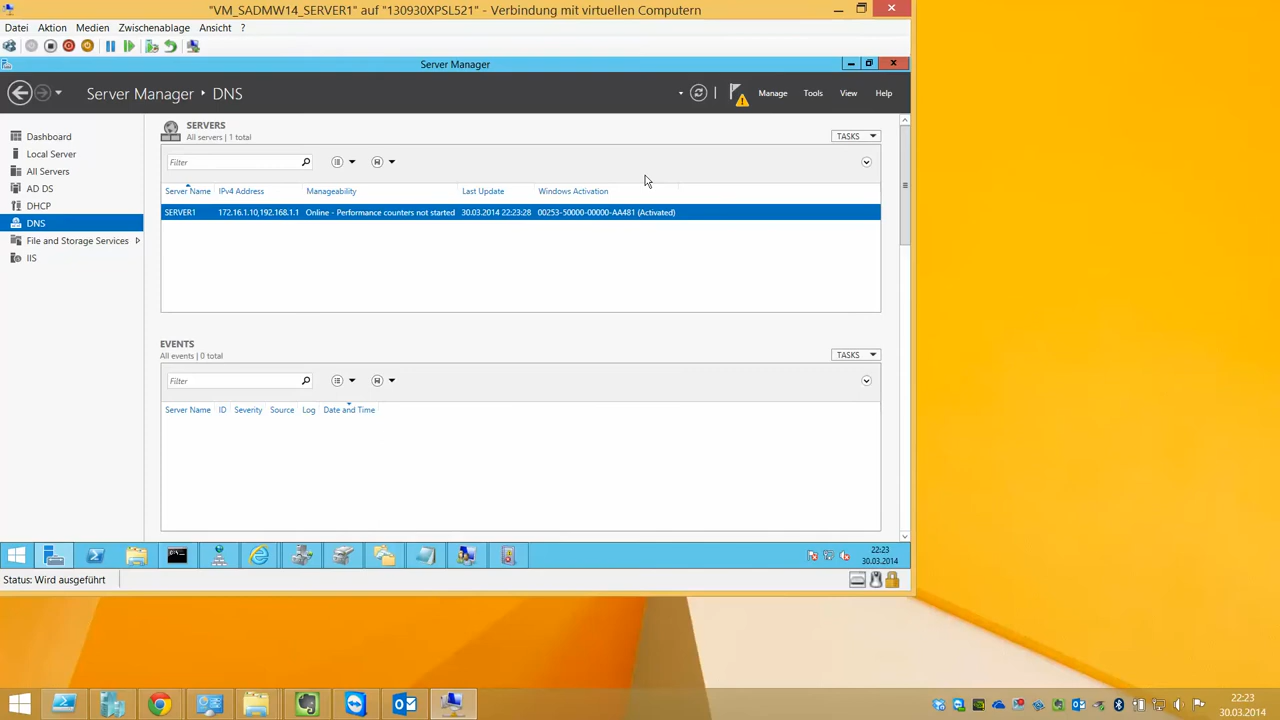 "VM_SADMW14_SERVER1" auf "130930XPSL521" - Verbindung mit virtuellen Computern
Datei Aktion Medien Zwischenablage Ansicht ?
Server Manager
Server Manager ‣ DNS
Manage Tools View Help
Dashboard
Local Server
All Servers
AD DS
DHCP
DNS
File and Storage Services
IIS
SERVERS
All servers | 1 total
TASKS
Filter
Server Name IPv4 Address Manageability Last Update Windows Activation
SERVER1 172.16.1.10,192.168.1.1 Online - Performance counters not started 30.03.2014 22:23:28 00253-50000-00000-AA481 (Activated)
EVENTS
All events | 0 total
TASKS
Filter
Server Name ID Severity Source Log Date and Time
22:23
30.03.2014
Status: Wird ausgeführt
22:23
30.03.2014